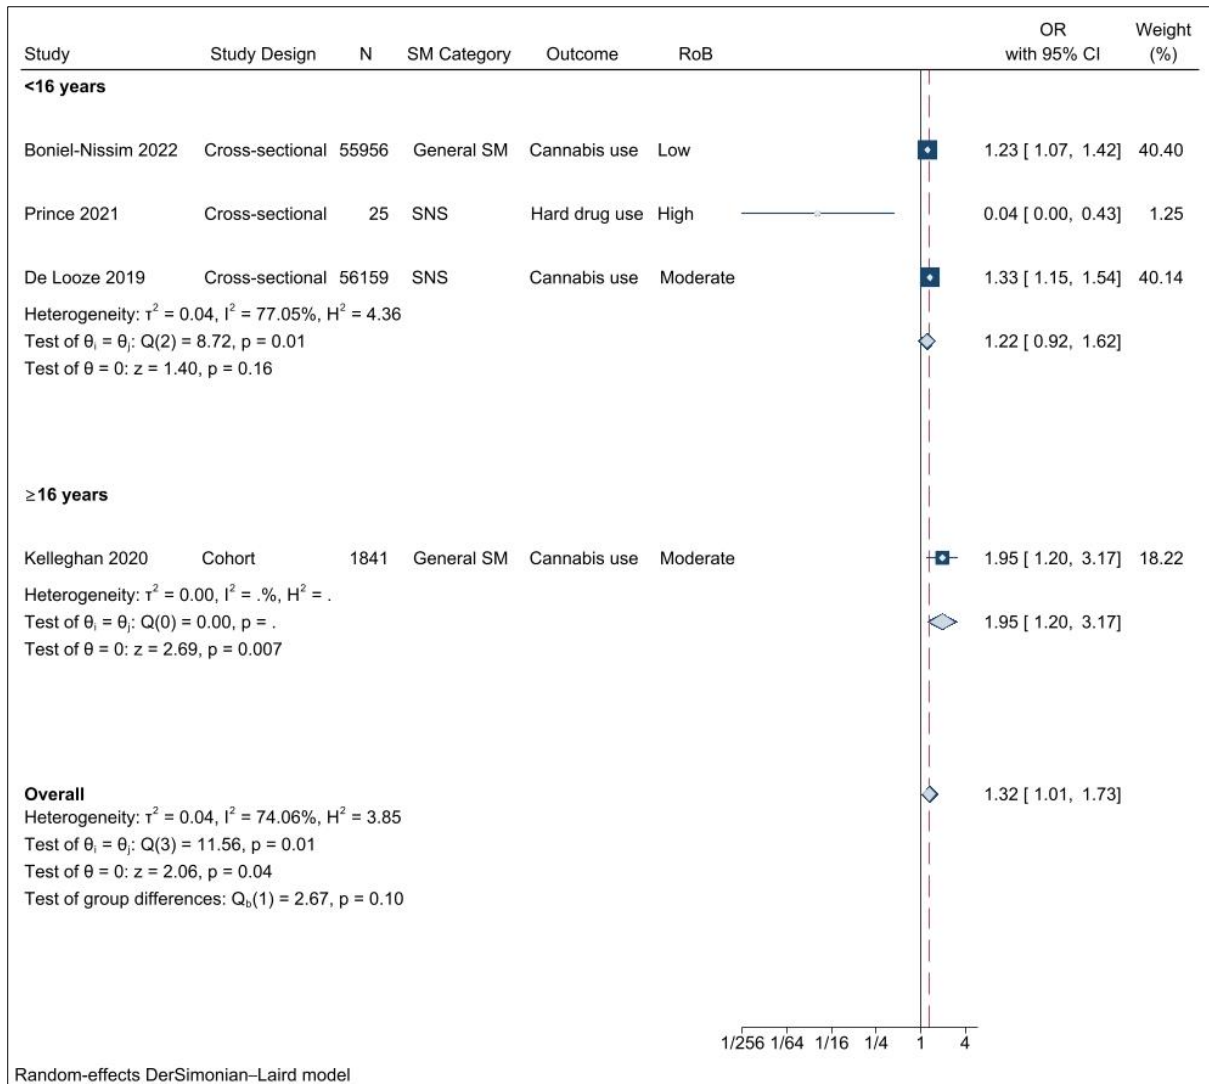 OR Weight
Study Study Design N SM Category Outcome RoB with 95% CI (%)
<16 years
Boniel-Nissim 2022 Cross-sectional 55956 General SM Cannabis use Low 1.23 [ 1.07, 1.42] 40.40
Prince 2021 Cross-sectional 25 SNS Hard drug use High 0.04 [ 0.00, 0.43] 1.25
De Looze 2019 Cross-sectional 56159 SNS Cannabis use Moderate 1.33 [ 1.15, 1.54] 40.14
Heterogeneity: τ² = 0.04, I² = 77.05%, H² = 4.36
Test of θᵢ = θⱼ: Q(2) = 8.72, p = 0.01 1.22 [ 0.92, 1.62]
Test of θ = 0: z = 1.40, p = 0.16
≥16 years
Kelleghan 2020 Cohort 1841 General SM Cannabis use Moderate 1.95 [ 1.20, 3.17] 18.22
Heterogeneity: τ² = 0.00, I² = .%, H² = .
Test of θᵢ = θⱼ: Q(0) = 0.00, p = . 1.95 [ 1.20, 3.17]
Test of θ = 0: z = 2.69, p = 0.007
Overall 1.32 [ 1.01, 1.73]
Heterogeneity: τ² = 0.04, I² = 74.06%, H² = 3.85
Test of θᵢ = θⱼ: Q(3) = 11.56, p = 0.01
Test of θ = 0: z = 2.06, p = 0.04
Test of group differences: Q_b(1) = 2.67, p = 0.10
1/256 1/64 1/16 1/4 1 4
Random-effects DerSimonian–Laird model